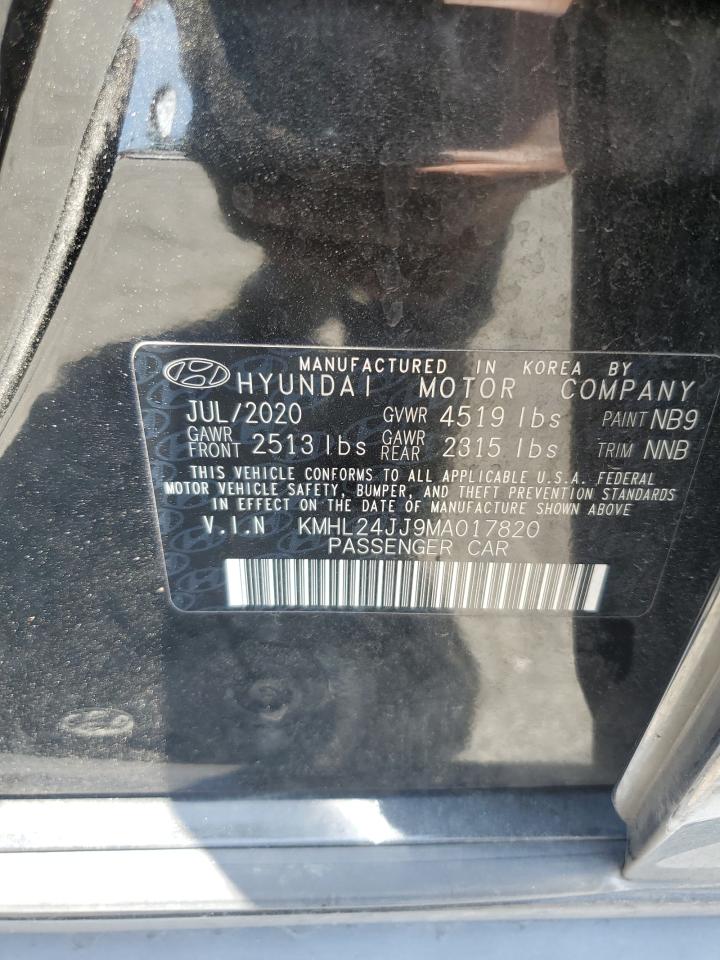 MANUFACTURED IN KOREA BY
HYUNDAI MOTOR COMPANY
JUL/2020 GVWR 4519 lbs PAINT NB9
GAWR FRONT 2513 lbs GAWR REAR 2315 lbs TRIM NNB
THIS VEHICLE CONFORMS TO ALL APPLICABLE U.S.A. FEDERAL
MOTOR VEHICLE SAFETY, BUMPER, AND THEFT PREVENTION STANDARDS
IN EFFECT ON THE DATE OF MANUFACTURE SHOWN ABOVE
V.I.N KMHL24JJ9MA017820
PASSENGER CAR